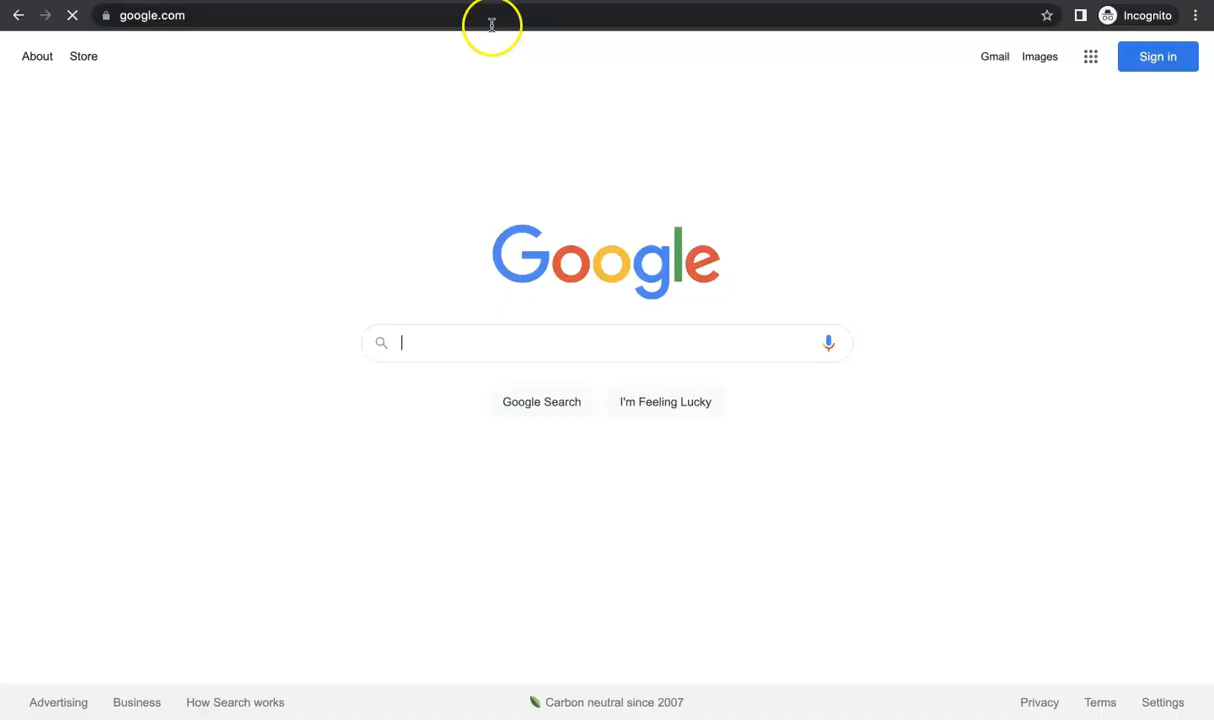 google.com
Incognito
About Store
Gmail Images
Sign in
Google
Google Search
I'm Feeling Lucky
Advertising Business How Search works
Carbon neutral since 2007
Privacy Terms Settings